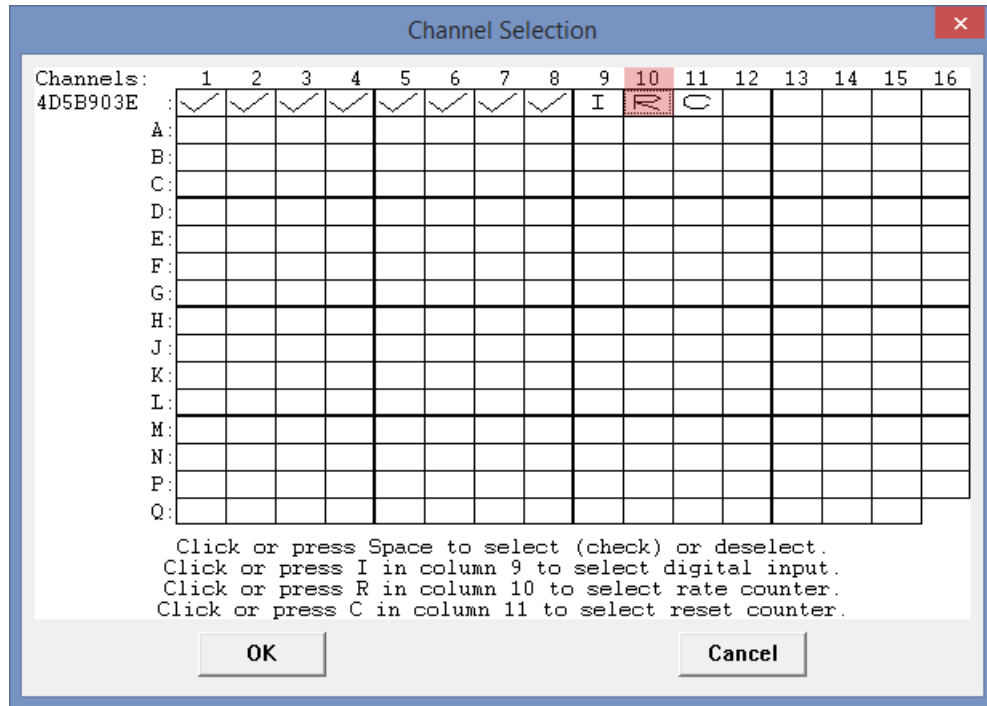 Channel Selection
×
Channels: 1 2 3 4 5 6 7 8 9 10 11 12 13 14 15 16
4D5B903E : I R C
A:
B:
C:
D:
E:
F:
G:
H:
J:
K:
L:
M:
N:
P:
Q:
Click or press Space to select (check) or deselect.
Click or press I in column 9 to select digital input.
Click or press R in column 10 to select rate counter.
Click or press C in column 11 to select reset counter.
OK Cancel